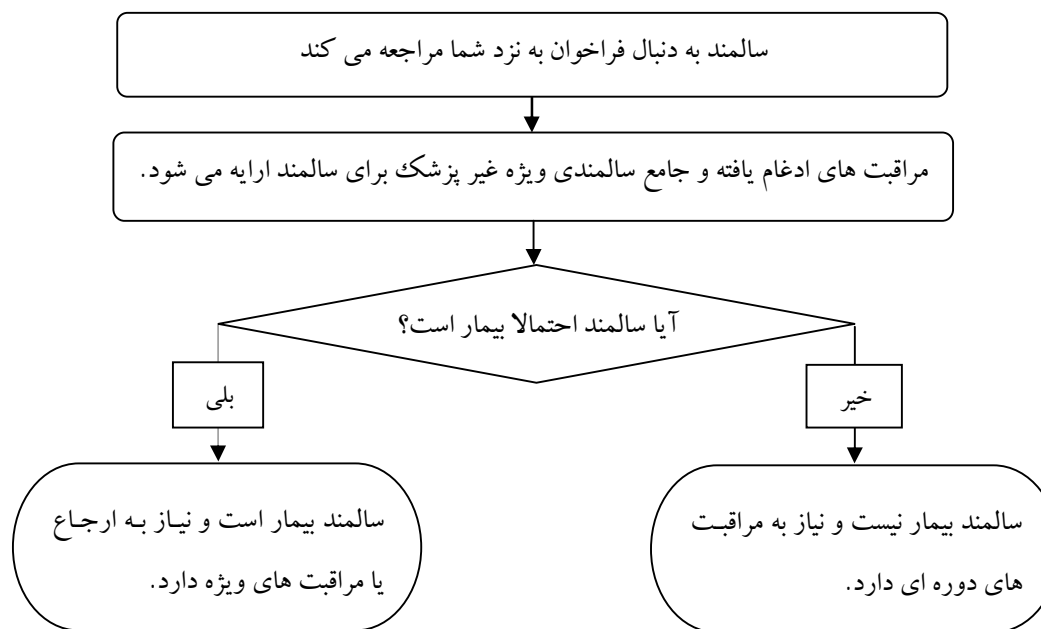 سالمند به دنبال فراخوان به نزد شما مراجعه می کند
مراقبت های ادغام یافته و جامع سالمندی ویژه غیر پزشک برای سالمند ارایه می شود.
آیا سالمند احتمالا بیمار است؟
خیر
بلی
سالمند بیمار نیست و نیاز به مراقبت
های دوره ای دارد.
سالمند بیمار است و نیاز به ارجاع
یا مراقبت های ویژه دارد.